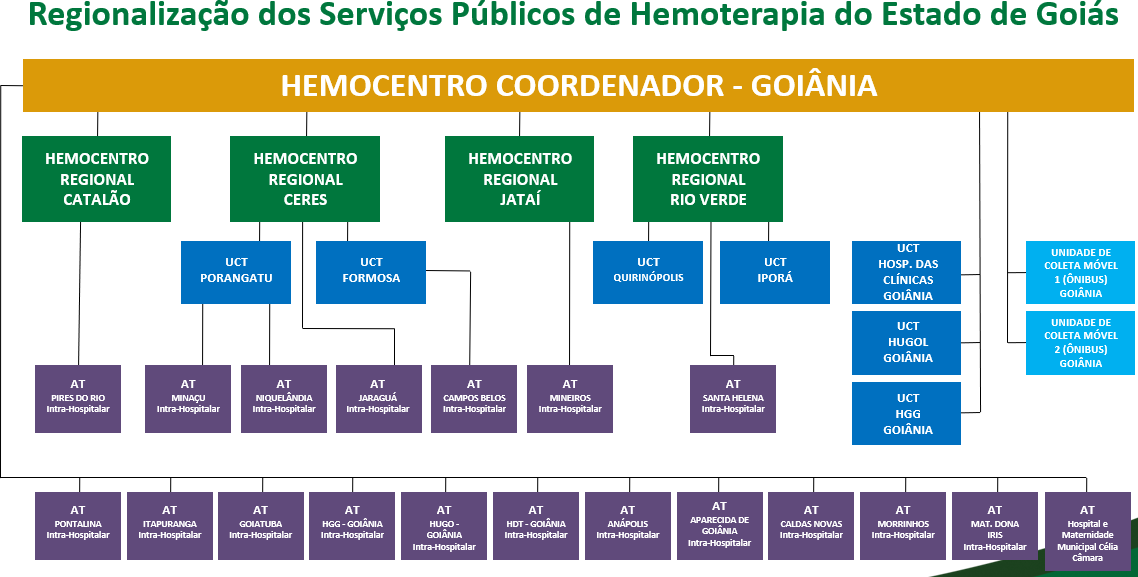 Regionalização dos Serviços Públicos de Hemoterapia do Estado de Goiás
HEMOCENTRO COORDENADOR - GOIÂNIA
HEMOCENTRO
REGIONAL
CATALÃO
HEMOCENTRO
REGIONAL
CERES
HEMOCENTRO
REGIONAL
JATAÍ
HEMOCENTRO
REGIONAL
RIO VERDE
UCT
PORANGATU
UCT
FORMOSA
UCT
QUIRINÓPOLIS
UCT
IPORÁ
UCT
HOSP. DAS
CLÍNICAS
GOIÂNIA
UNIDADE DE
COLETA MÓVEL
1 (ÔNIBUS)
GOIÂNIA
UCT
HUGOL
GOIÂNIA
UNIDADE DE
COLETA MÓVEL
2 (ÔNIBUS)
GOIÂNIA
UCT
HGG
GOIÂNIA
AT
PIRES DO RIO
Intra-Hospitalar
AT
MINAÇU
Intra-Hospitalar
AT
NIQUELÂNDIA
Intra-Hospitalar
AT
JARAGUÁ
Intra-Hospitalar
AT
CAMPOS BELOS
Intra-Hospitalar
AT
MINEIROS
Intra-Hospitalar
AT
SANTA HELENA
Intra-Hospitalar
AT
PONTALINA
Intra-Hospitalar
AT
ITAPURANGA
Intra-Hospitalar
AT
GOIATUBA
Intra-Hospitalar
AT
HGG - GOIÂNIA
Intra-Hospitalar
AT
HUGO -
GOIÂNIA
Intra-Hospitalar
AT
HDT - GOIÂNIA
Intra-Hospitalar
AT
ANÁPOLIS
Intra-Hospitalar
AT
APARECIDA DE
GOIÂNIA
Intra-Hospitalar
AT
CALDAS NOVAS
Intra-Hospitalar
AT
MORRINHOS
Intra-Hospitalar
AT
MAT. DONA
IRIS
Intra-Hospitalar
AT
Hospital e
Maternidade
Municipal Célia
Câmara